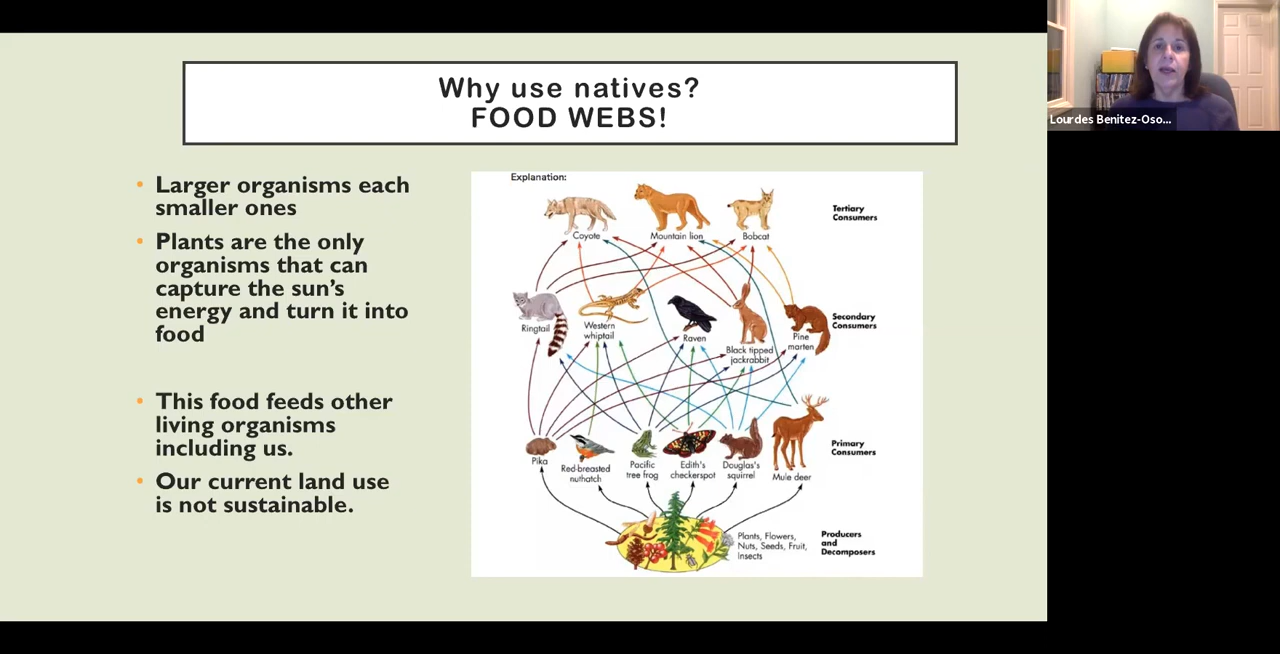 Why use natives?
FOOD WEBS!
• Larger organisms each
smaller ones
• Plants are the only
organisms that can
capture the sun's
energy and turn it into
food
• This food feeds other
living organisms
including us.
• Our current land use
is not sustainable.
Explanation:
Coyote
Mountain lion
Bobcat
Tertiary
Consumers
Ringtail
Western
whiptail
Raven
Black tipped
jackrabbit
Pine
marten
Secondary
Consumers
Pika
Red-breasted
nuthatch
Pacific
tree frog
Edith's
checkerspot
Douglas's
squirrel
Mule deer
Primary
Consumers
Plants, Flowers,
Nuts, Seeds, Fruit,
Insects
Producers
and
Decomposers
Lourdes Benitez-Oso...